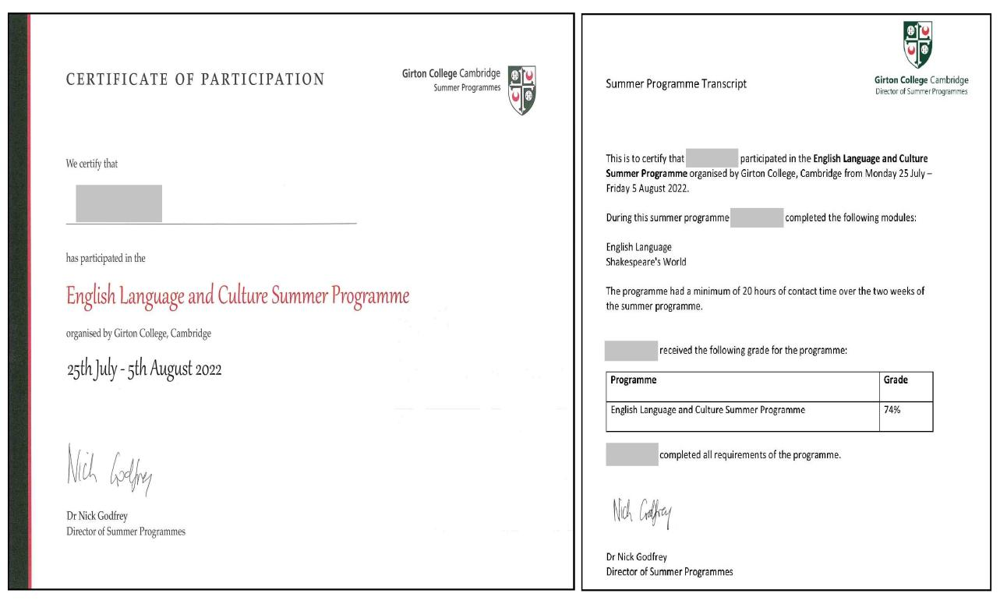 CERTIFICATE OF PARTICIPATION
Girton College Cambridge
Summer Programmes
We certify that
has participated in the
English Language and Culture Summer Programme
organised by Girton College, Cambridge
25th July - 5th August 2022
Nick Godfrey
Dr Nick Godfrey
Director of Summer Programmes
Girton College Cambridge
Director of Summer Programmes
Summer Programme Transcript
This is to certify that participated in the English Language and Culture
Summer Programme organised by Girton College, Cambridge from Monday 25 July –
Friday 5 August 2022.
During this summer programme completed the following modules:
English Language
Shakespeare's World
The programme had a minimum of 20 hours of contact time over the two weeks of
the summer programme.
received the following grade for the programme:
Programme Grade
English Language and Culture Summer Programme 74%
completed all requirements of the programme.
Nick Godfrey
Dr Nick Godfrey
Director of Summer Programmes